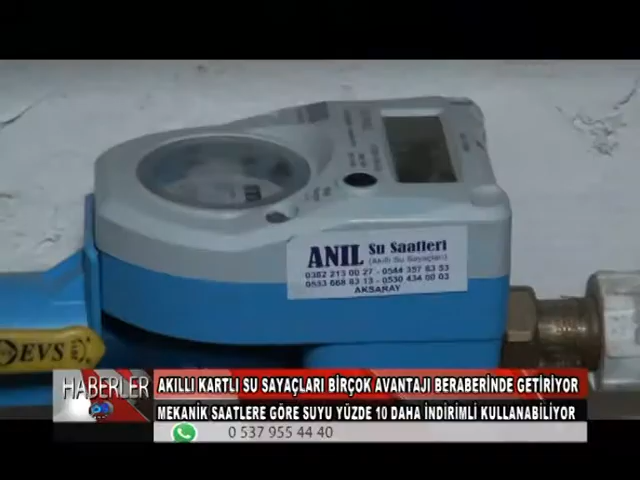 ANIL Su Saatleri
(Akıllı Su Sayaçları)
0382 213 00 27 - 0544 357 83 53
0533 668 83 13 - 0530 434 00 03
AKSARAY
EVS
HABERLER
AKILLI KARTLI SU SAYAÇLARI BİRÇOK AVANTAJI BERABERİNDE GETİRİYOR
MEKANİK SAATLERE GÖRE SUYU YÜZDE 10 DAHA İNDİRİMLİ KULLANABİLİYOR
0 537 955 44 40